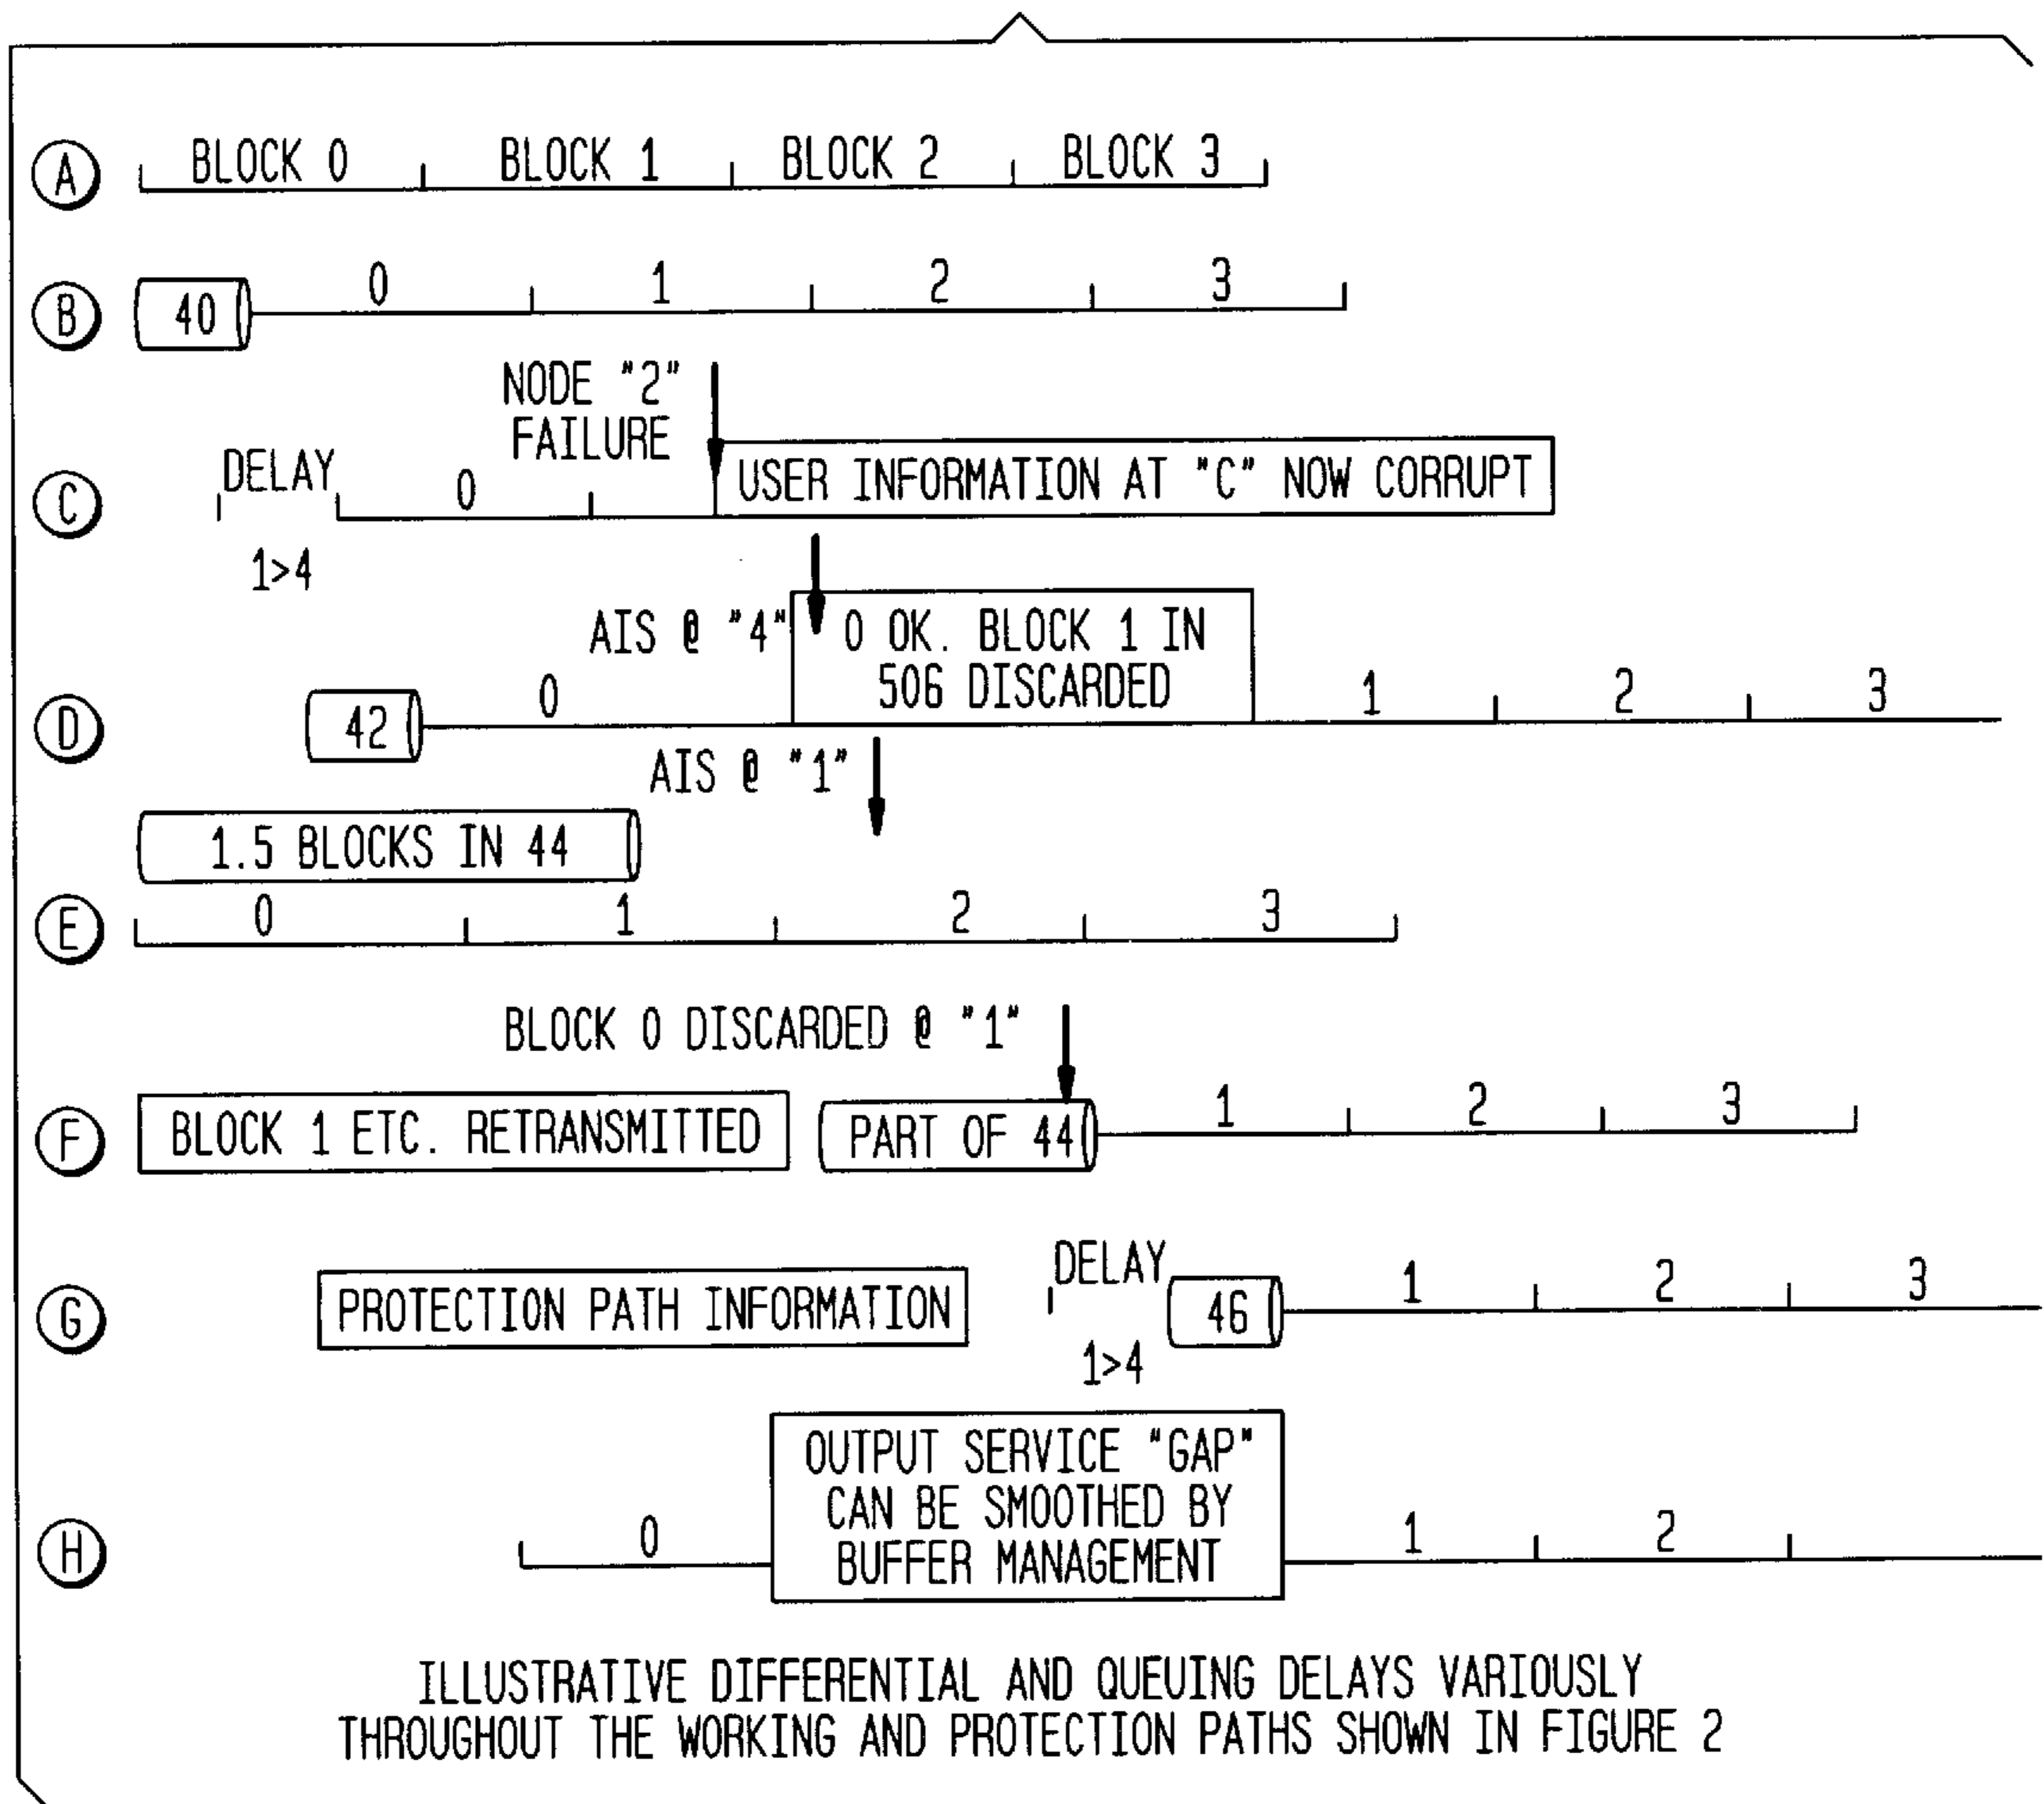 A BLOCK 0 BLOCK 1 BLOCK 2 BLOCK 3
B 40 0 1 2 3
NODE "2"
FAILURE
C DELAY 0 USER INFORMATION AT "C" NOW CORRUPT
1>4
AIS @ "4" 0 OK. BLOCK 1 IN
506 DISCARDED
D 42 0 1 2 3
AIS @ "1"
1.5 BLOCKS IN 44
E 0 1 2 3
BLOCK 0 DISCARDED @ "1"
F BLOCK 1 ETC. RETRANSMITTED PART OF 44 1 2 3
G PROTECTION PATH INFORMATION DELAY 46 1 2 3
1>4
OUTPUT SERVICE "GAP"
CAN BE SMOOTHED BY
BUFFER MANAGEMENT
H 0 1 2
ILLUSTRATIVE DIFFERENTIAL AND QUEUING DELAYS VARIOUSLY
THROUGHOUT THE WORKING AND PROTECTION PATHS SHOWN IN FIGURE 2